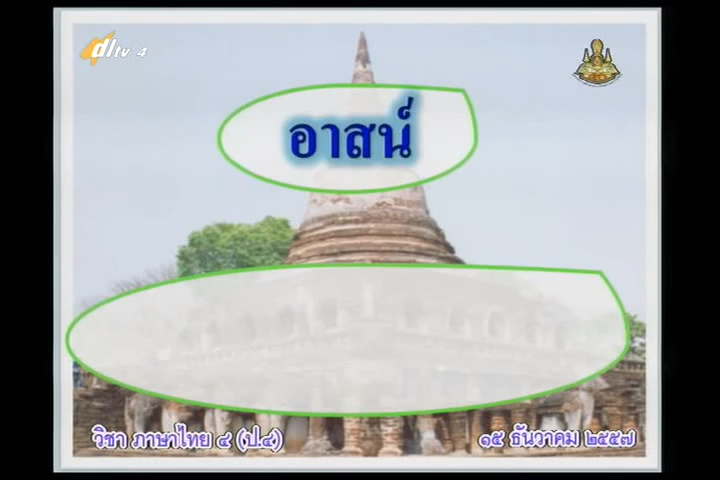 dltv 4
อาสน์
วิชา ภาษาไทย ๔ (ป.๔)
๑๕ ธันวาคม ๒๕๕๗